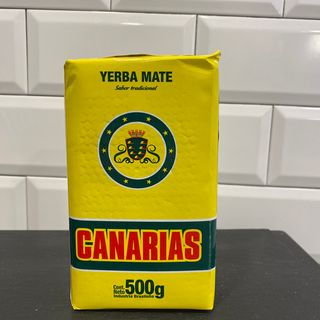 YERBA MATE
Sabor tradicional
CANARIAS
Cont. Neto 500g
Industria Brasileña